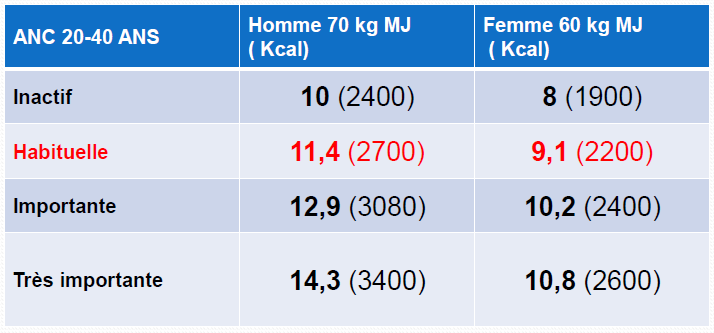 ANC 20-40 ANS
Homme 70 kg MJ
( Kcal)
Femme 60 kg MJ
( Kcal)
Inactif
10 (2400)
8 (1900)
Habituelle
11,4 (2700)
9,1 (2200)
Importante
12,9 (3080)
10,2 (2400)
Très importante
14,3 (3400)
10,8 (2600)